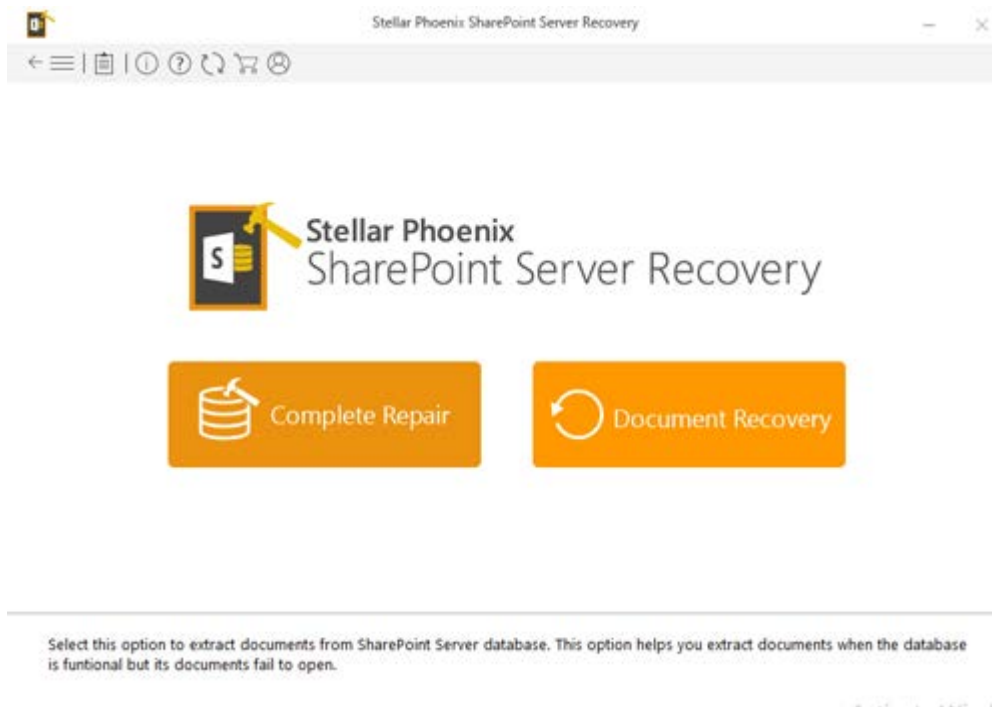 Stellar Phoenix SharePoint Server Recovery
S
Stellar Phoenix
SharePoint Server Recovery
Complete Repair
Document Recovery
Select this option to extract documents from SharePoint Server database. This option helps you extract documents when the database
is funtional but its documents fail to open.